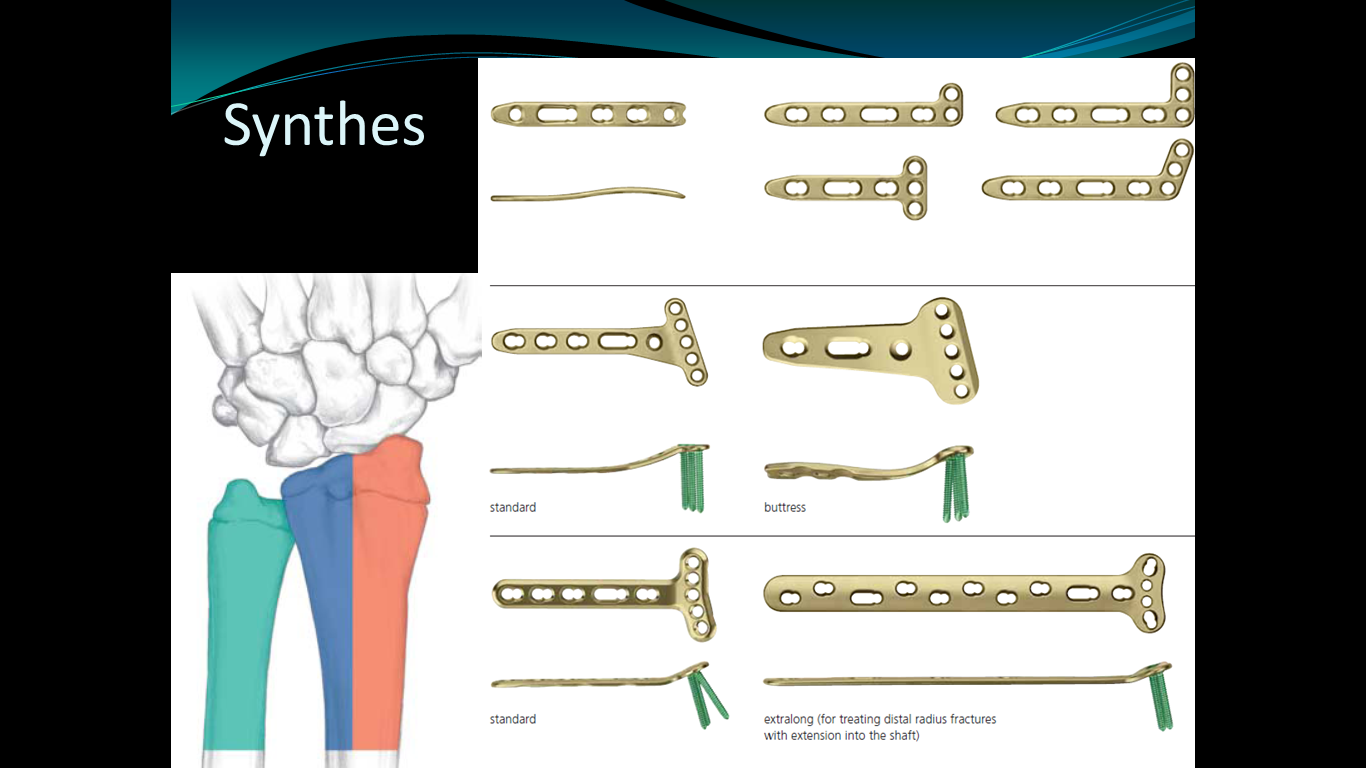 Synthes
standard
buttress
standard
extralong (for treating distal radius fractures
with extension into the shaft)